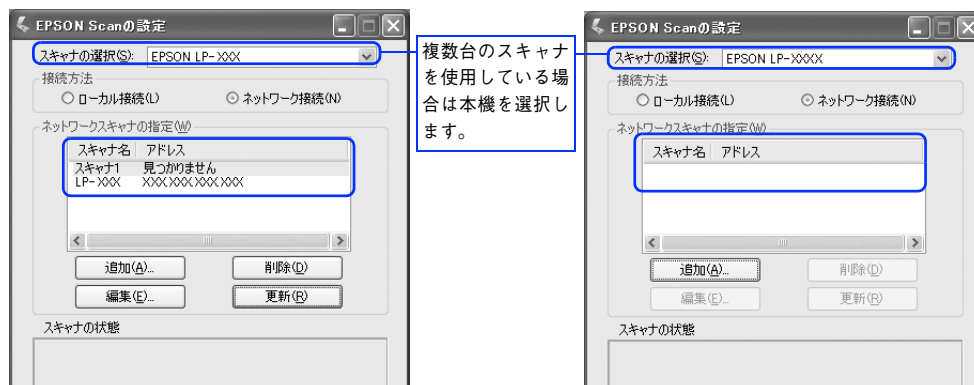 EPSON Scanの設定
スキャナの選択(S): EPSON LP-XXX
接続方法
ローカル接続(L) ネットワーク接続(N)
ネットワークスキャナの指定(W)
スキャナ名 アドレス
スキャナ1 見つかりません
LP-XXX XXX.XXX.XXX.XXX
追加(A)... 削除(D)
編集(E)... 更新(R)
スキャナの状態
複数台のスキャナ
を使用している場
合は本機を選択し
ます。
EPSON Scanの設定
スキャナの選択(S): EPSON LP-XXXX
接続方法
ローカル接続(L) ネットワーク接続(N)
ネットワークスキャナの指定(W)
スキャナ名 アドレス
追加(A)... 削除(D)
編集(E)... 更新(R)
スキャナの状態